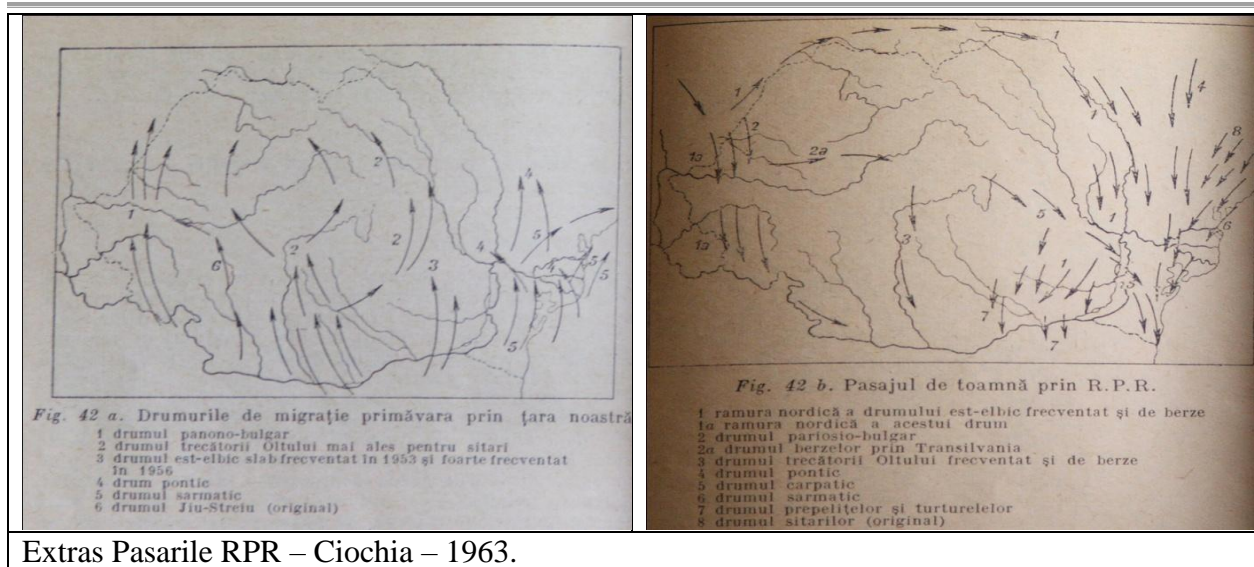 Fig. 42 a. Drumurile de migrație primăvara prin țara noastră
1 drumul panono-bulgar
2 drumul trecătorii Oltului mai ales pentru sitari
3 drumul est-elbic slab frecventat în 1953 și foarte frecventat
în 1956
4 drum pontic
5 drumul sarmatic
6 drumul Jiu-Streiu (original)
Fig. 42 b. Pasajul de toamnă prin R.P.R.
1 ramura nordică a drumului est-elbic frecventat și de berze
1a ramura nordică a acestui drum
2 drumul pariosio-bulgar
2a drumul berzelor prin Transilvania
3 drumul trecătorii Oltului frecventat și de berze
4 drumul pontic
5 drumul carpatic
6 drumul sarmatic
7 drumul prepelițelor și turturelelor
8 drumul sitarilor (original)
Extras Pasarile RPR – Ciochia – 1963.